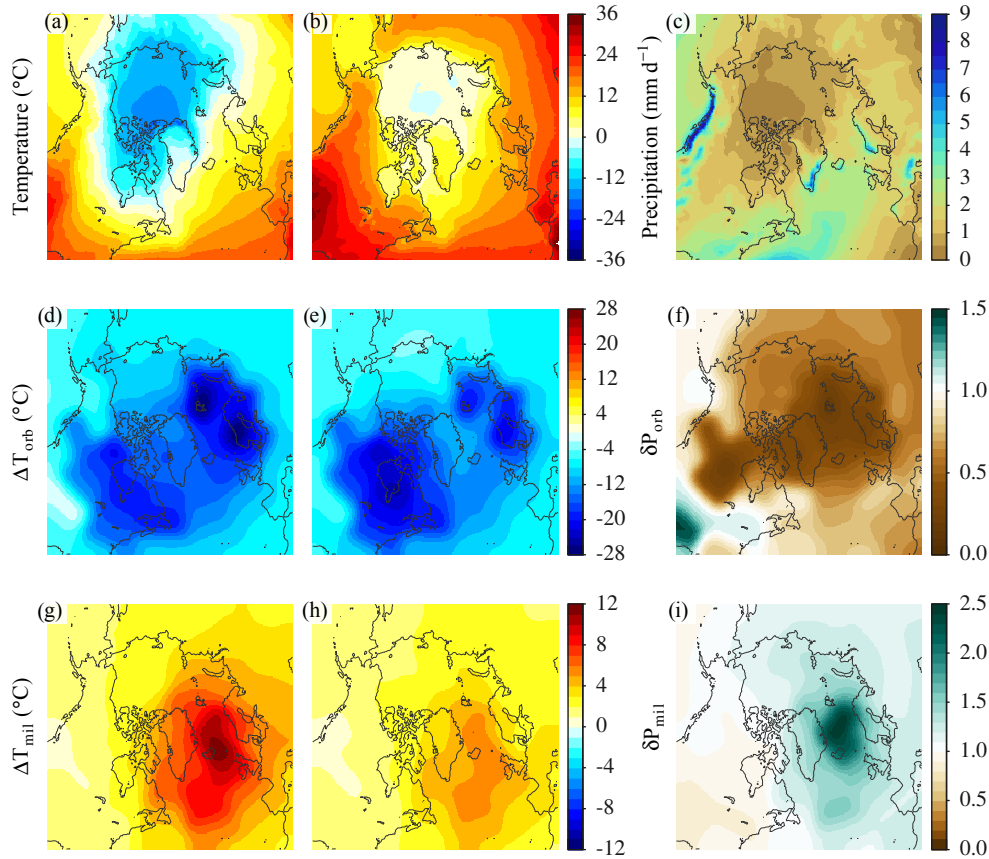 (a)
(b)
(c)
Temperature (°C)
36
24
12
0
-12
-24
-36
Precipitation (mm d⁻¹)
9
8
7
6
5
4
3
2
1
0
(d)
(e)
(f)
ΔT_orb (°C)
28
20
12
4
-4
-12
-20
-28
δP_orb
1.5
1.0
0.5
0.0
(g)
(h)
(i)
ΔT_mil (°C)
12
8
4
0
-4
-8
-12
δP_mil
2.5
2.0
1.5
1.0
0.5
0.0